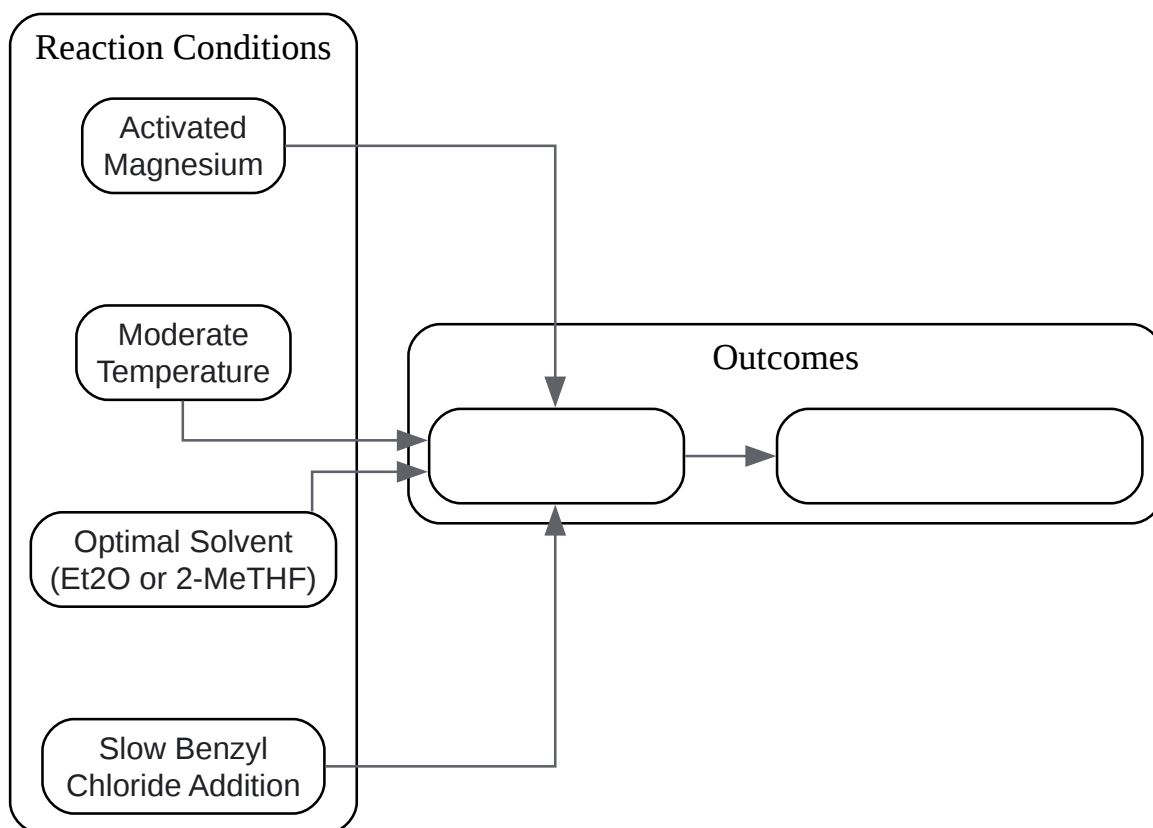 Reaction Conditions
Activated
Magnesium
Moderate
Temperature
Outcomes
Optimal Solvent
(Et2O or 2-MeTHF)
Slow Benzyl
Chloride Addition